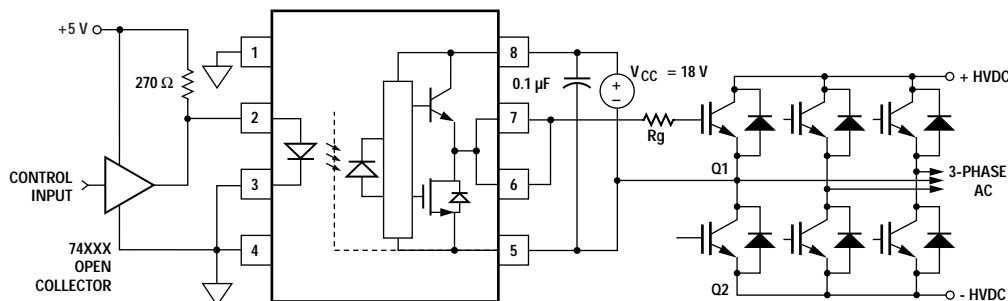 +5 V
270 Ω
1
2
3
4
8
7
6
5
0.1 µF
V CC = 18 V
Rg
+ HVDC
Q1
3-PHASE
AC
Q2
- HVDC
CONTROL
INPUT
74XXX
OPEN
COLLECTOR
+
–